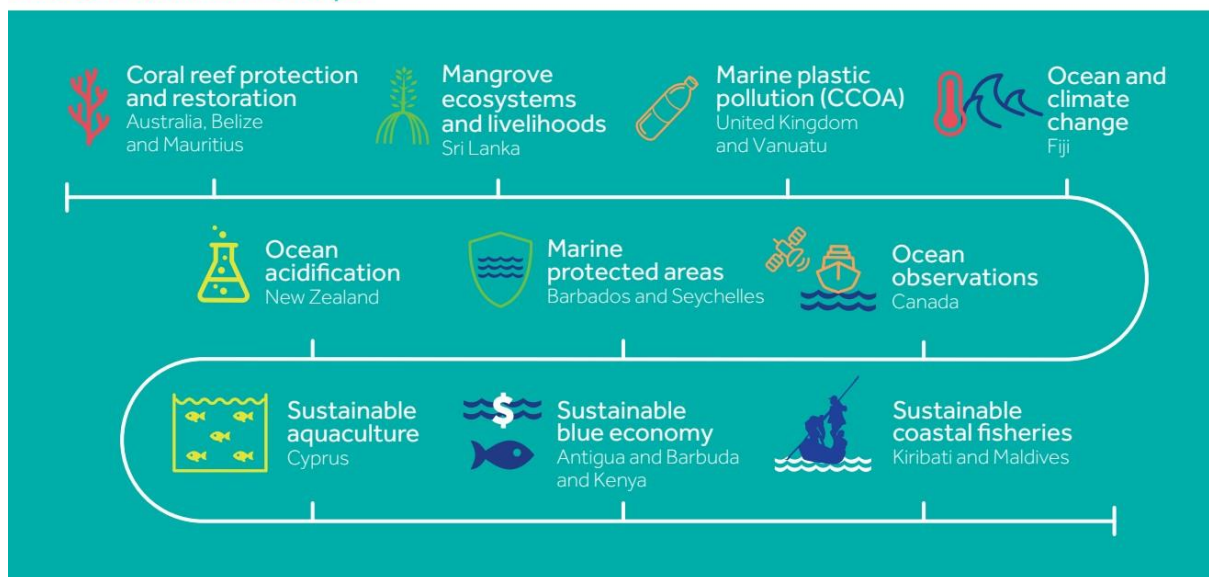 Coral reef protection
and restoration
Australia, Belize
and Mauritius
Mangrove
ecosystems
and livelihoods
Sri Lanka
Marine plastic
pollution (CCOA)
United Kingdom
and Vanuatu
Ocean and
climate
change
Fiji
Ocean
acidification
New Zealand
Marine
protected areas
Barbados and Seychelles
Ocean
observations
Canada
Sustainable
aquaculture
Cyprus
$
Sustainable
blue economy
Antigua and Barbuda
and Kenya
Sustainable
coastal fisheries
Kiribati and Maldives